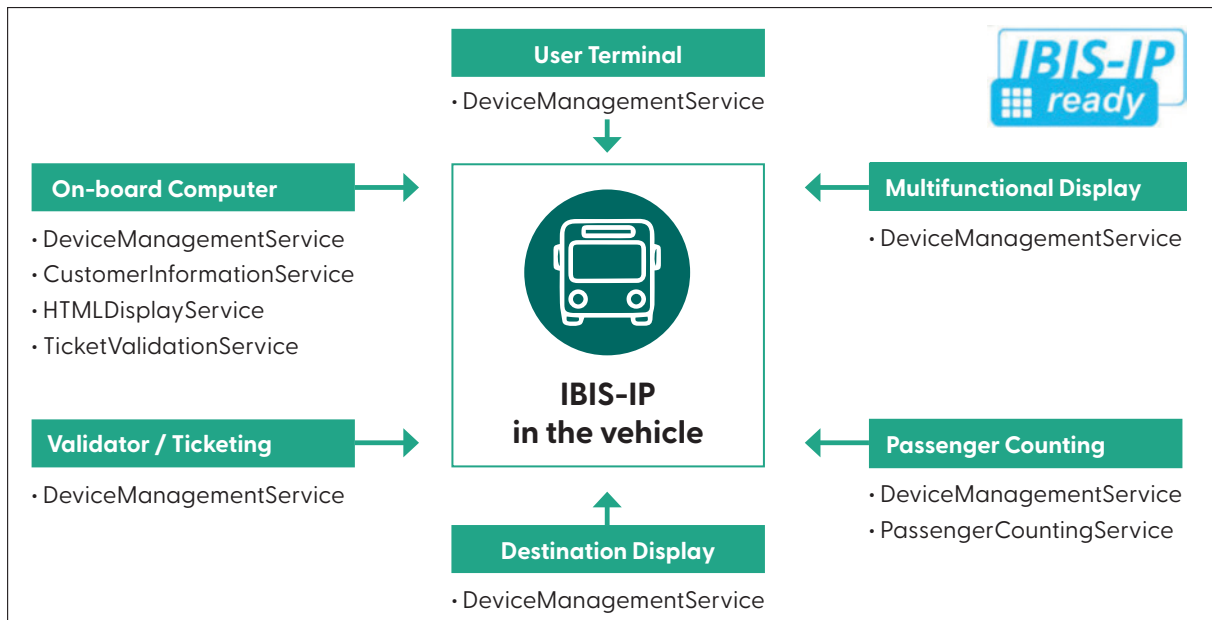 User Terminal
• DeviceManagementService
IBIS-IP
ready
On-board Computer
• DeviceManagementService
• CustomerInformationService
• HTMLDisplayService
• TicketValidationService
Multifunctional Display
• DeviceManagementService
IBIS-IP
in the vehicle
Validator / Ticketing
• DeviceManagementService
Passenger Counting
• DeviceManagementService
• PassengerCountingService
Destination Display
• DeviceManagementService